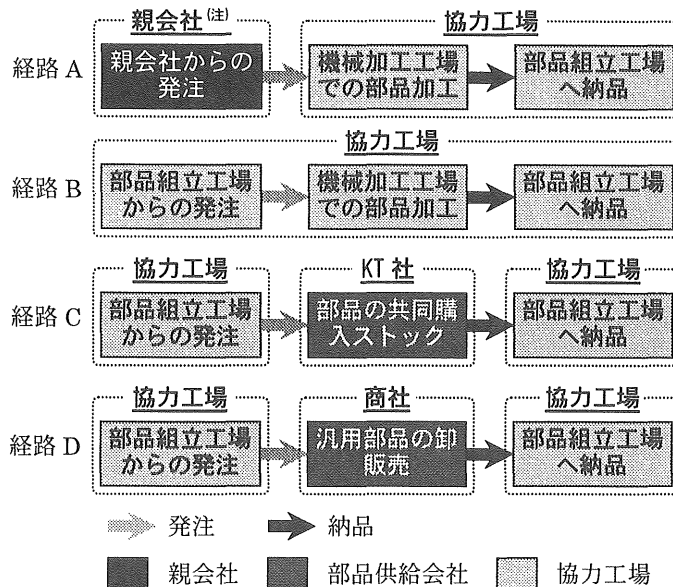 親会社(注)
協力工場
経路 A
親会社からの
発注
機械加工工場
での部品加工
部品組立工場
へ納品
協力工場
経路 B
部品組立工場
からの発注
機械加工工場
での部品加工
部品組立工場
へ納品
協力工場
KT 社
協力工場
経路 C
部品組立工場
からの発注
部品の共同購
入ストック
部品組立工場
へ納品
協力工場
商社
協力工場
経路 D
部品組立工場
からの発注
汎用部品の卸
販売
部品組立工場
へ納品
発注
納品
親会社
部品供給会社
協力工場